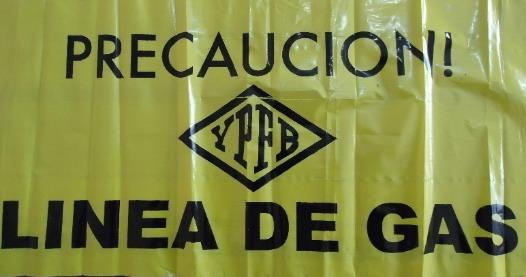 PRECAUCION!
YPFB
LINEA DE GAS